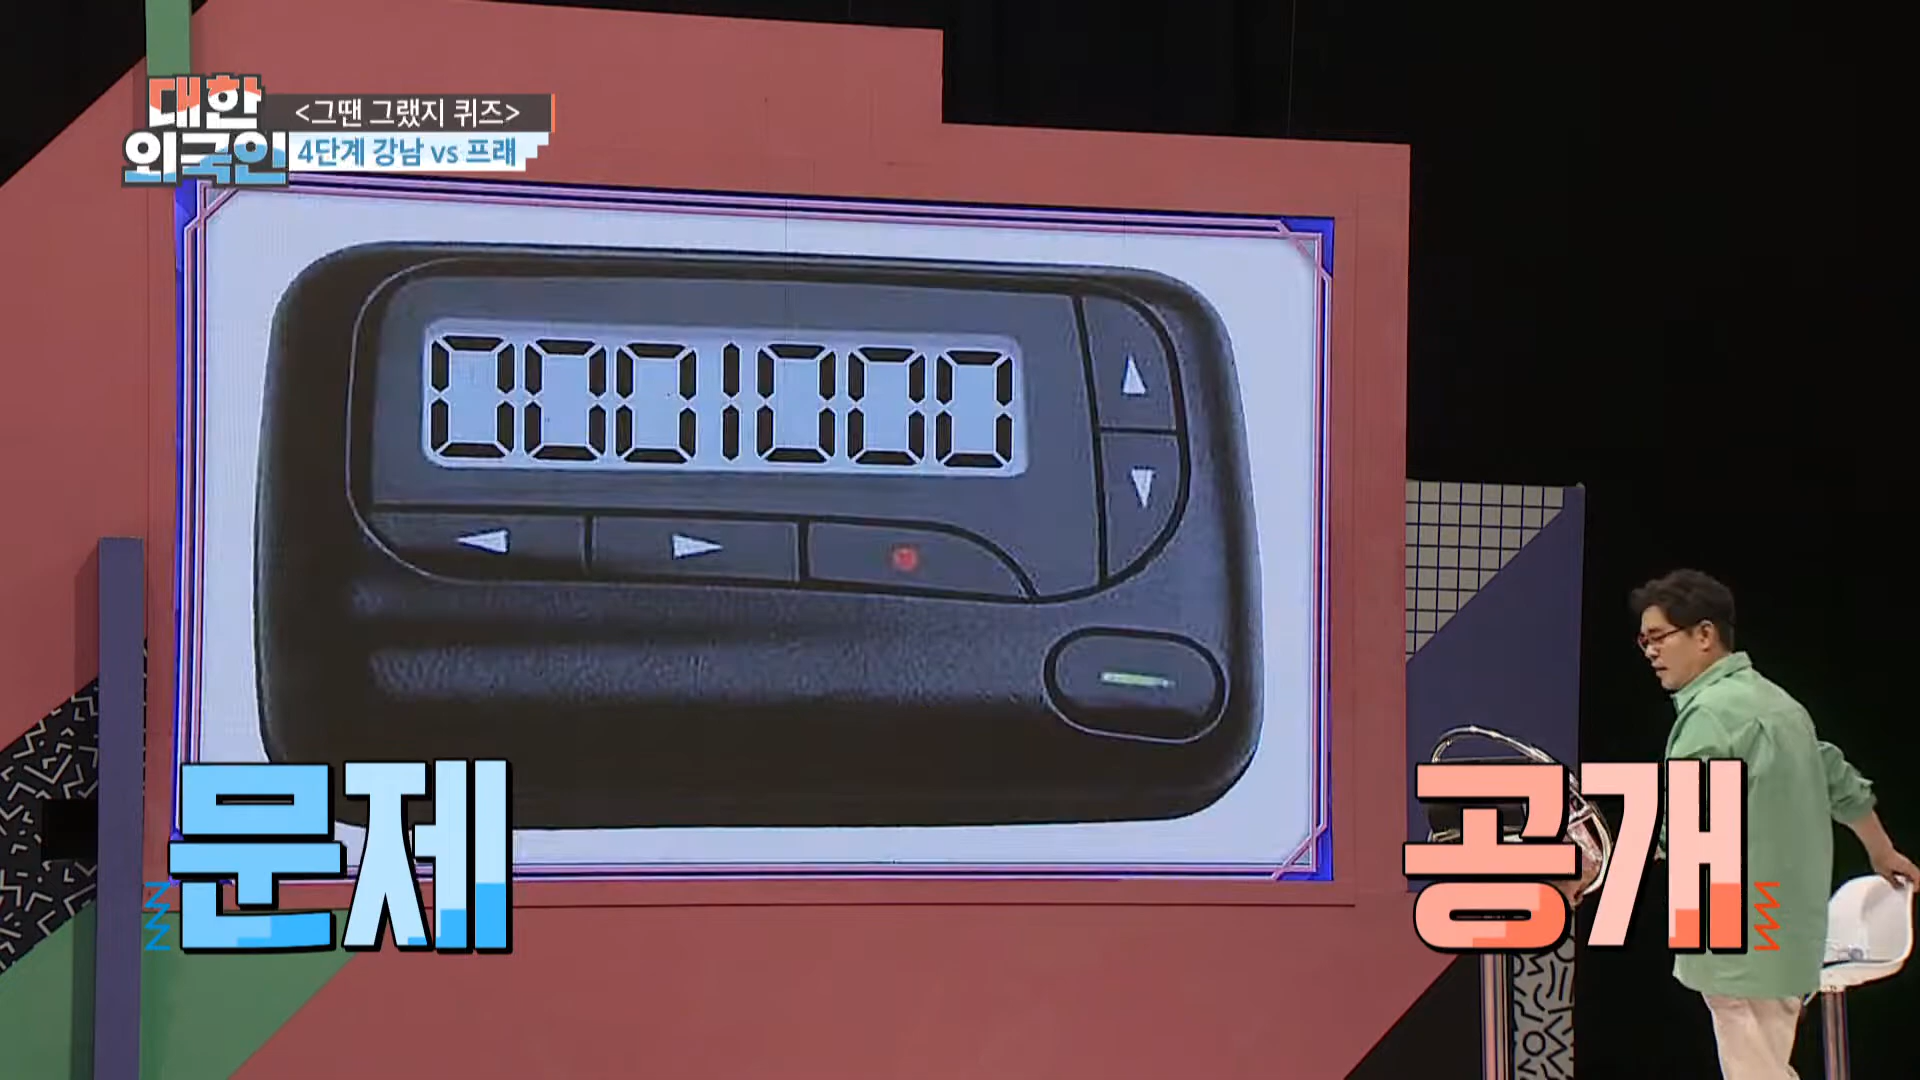 대한
외국인
<그땐 그랬지 퀴즈>
4단계 강남 vs 프래
0001000
문제
공개